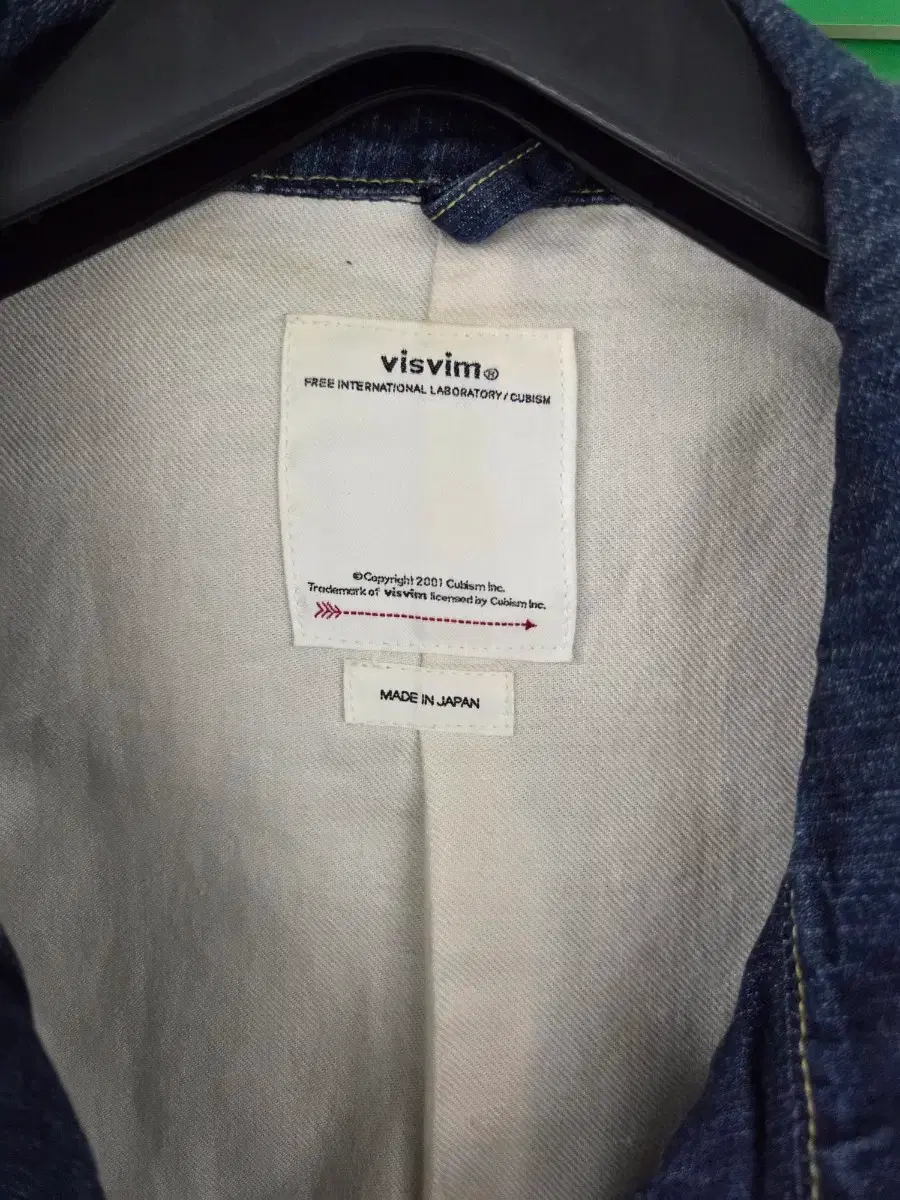 visvim®
FREE INTERNATIONAL LABORATORY / CUBISM
©Copyright 2001 Cubism Inc.
Trademark of visvim licensed by Cubism Inc.
MADE IN JAPAN